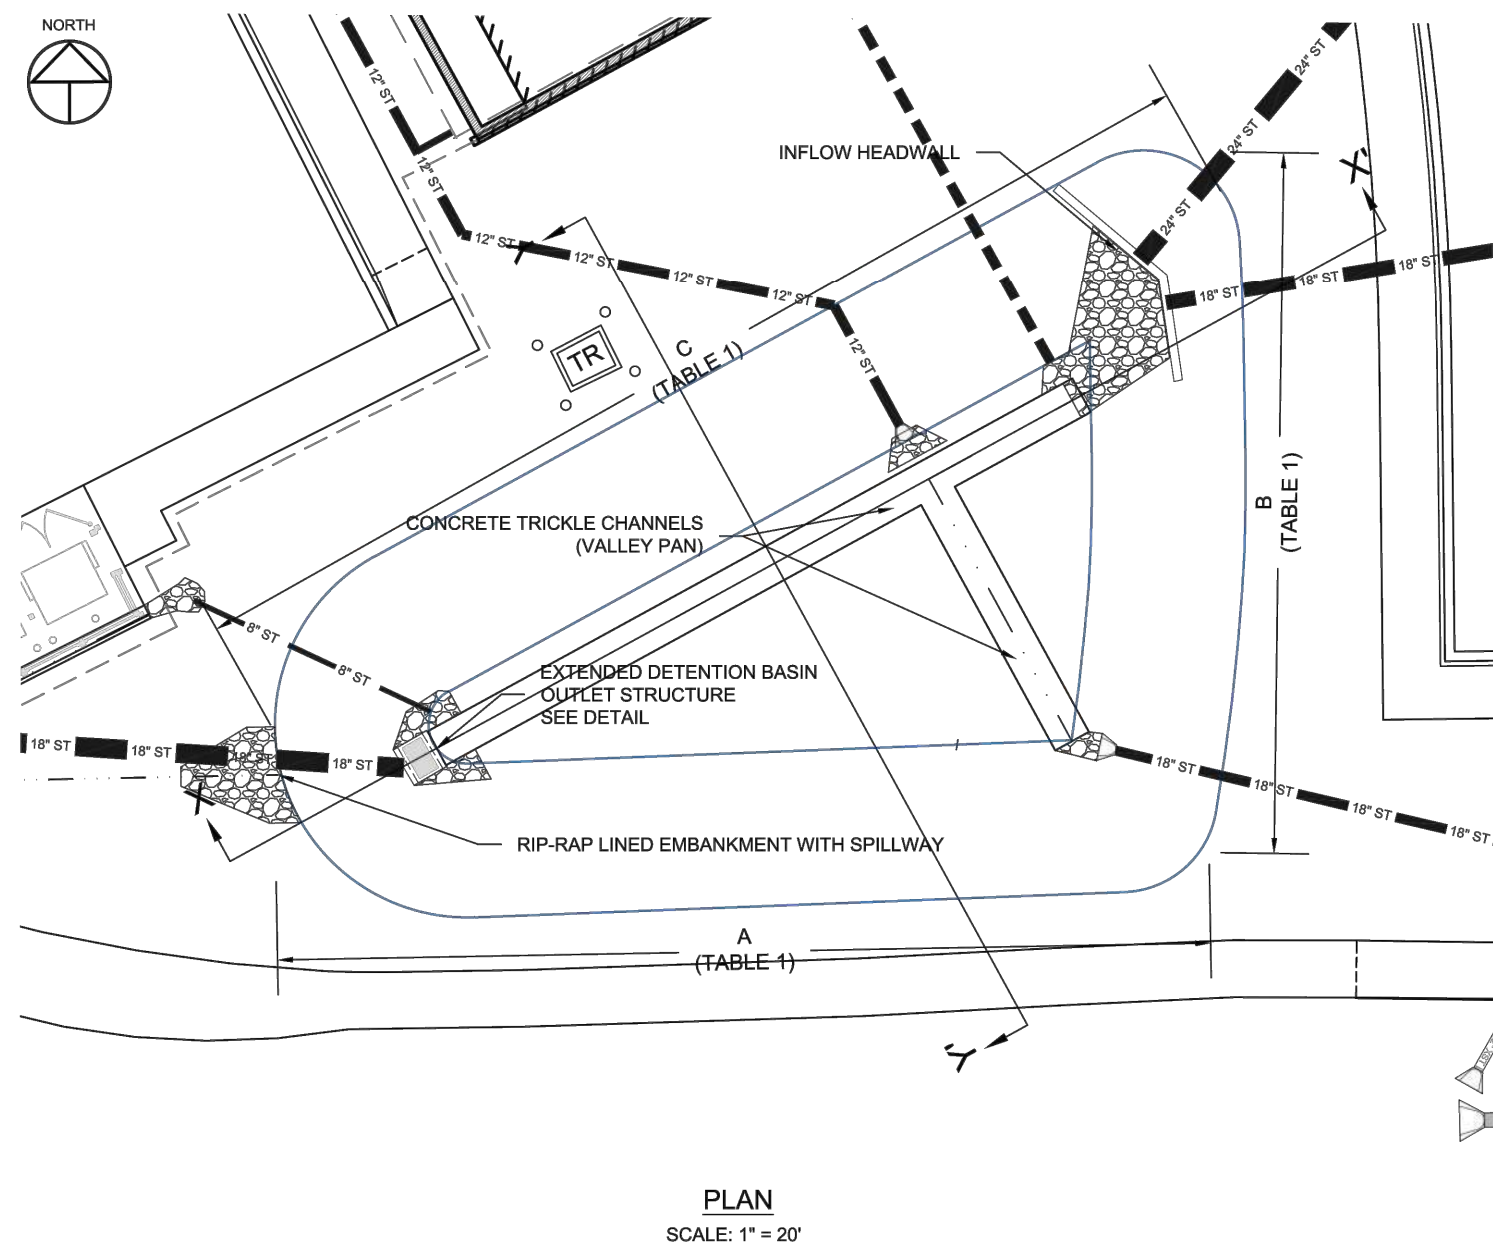 NORTH
12" ST
12" ST
24" ST
24" ST
24" ST
INFLOW HEADWALL
X'
12" ST
12" ST
12" ST
12" ST
Y
18" ST
18" ST
18" ST
TR
C
(TABLE 1)
12" ST
B
(TABLE 1)
CONCRETE TRICKLE CHANNELS
(VALLEY PAN)
8" ST
8" ST
EXTENDED DETENTION BASIN
OUTLET STRUCTURE
SEE DETAIL
18" ST
18" ST
18" ST
18" ST
18" ST
18" ST
18" ST
18" ST
X
RIP-RAP LINED EMBANKMENT WITH SPILLWAY
A
(TABLE 1)
Y'
PLAN
SCALE: 1" = 20'